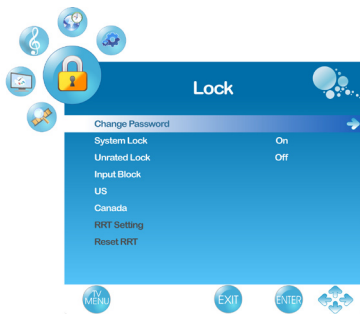 Lock
Change Password
System Lock On
Unrated Lock Off
Input Block
US
Canada
RRT Setting
Reset RRT
TV
MENU EXIT ENTER